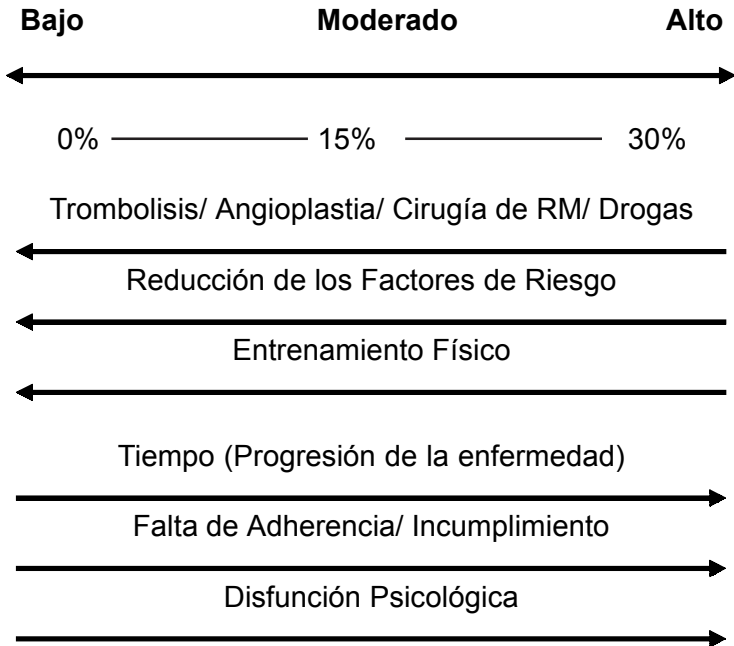 Bajo Moderado Alto
0% 15% 30%
Trombolisis/ Angioplastia/ Cirugía de RM/ Drogas
Reducción de los Factores de Riesgo
Entrenamiento Físico
Tiempo (Progresión de la enfermedad)
Falta de Adherencia/ Incumplimiento
Disfunción Psicológica